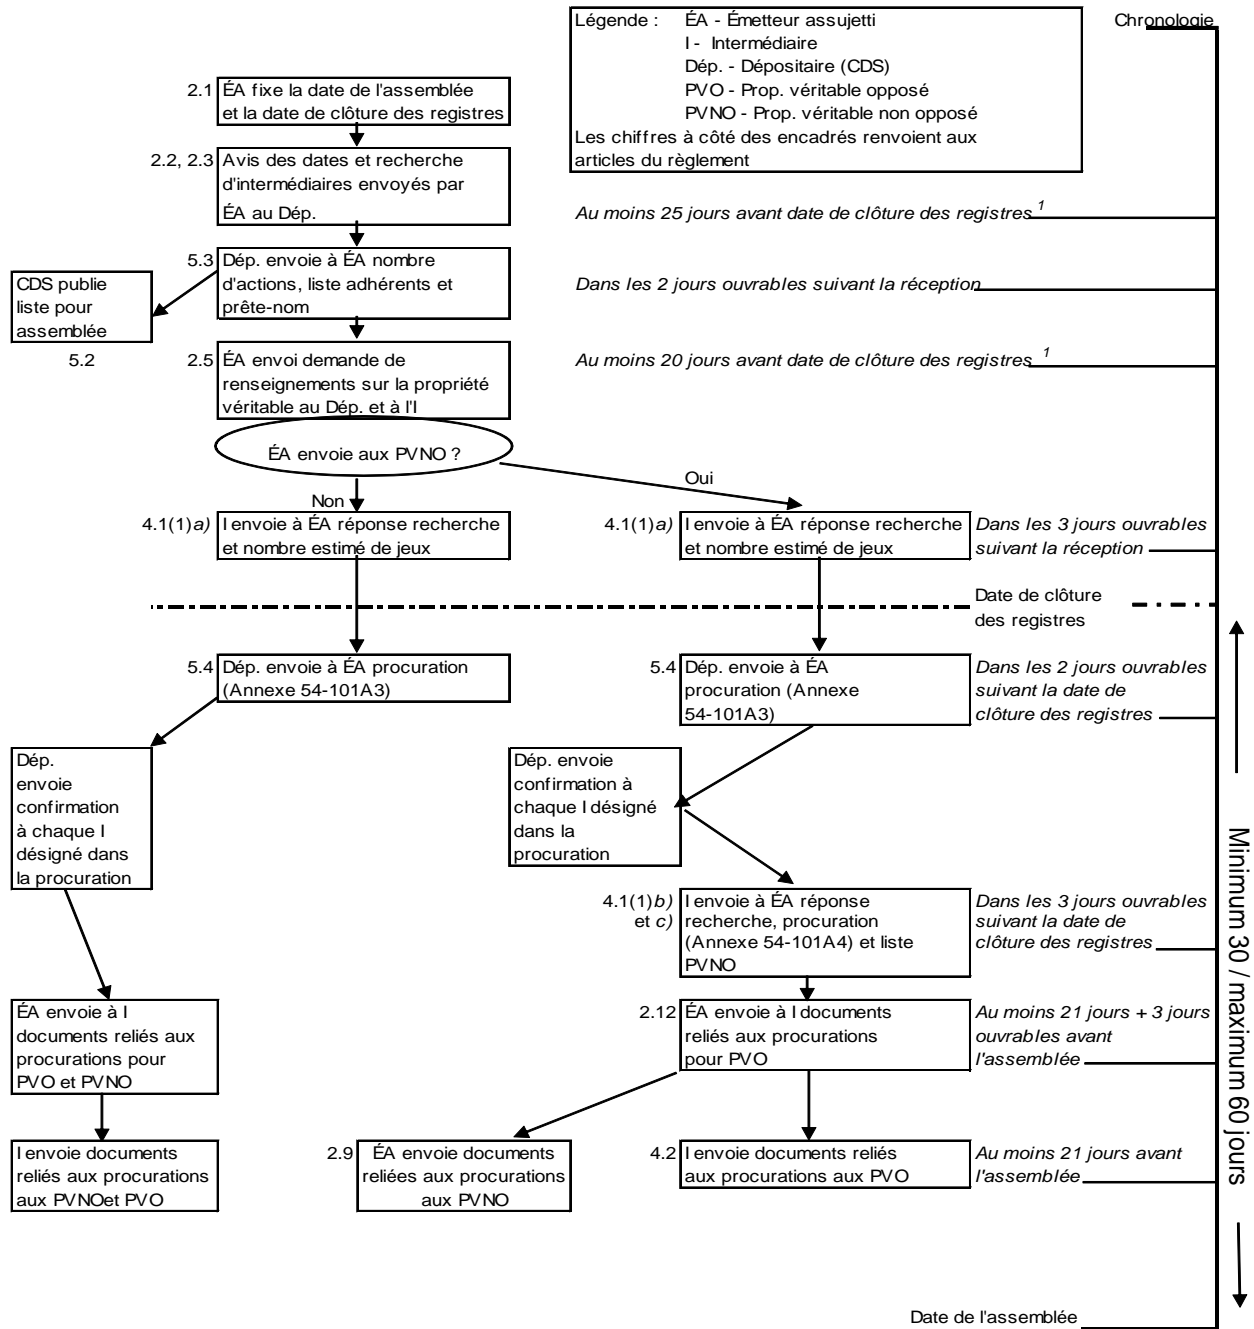 Légende : ÉA - Émetteur assujetti
I - Intermédiaire
Dép. - Dépositaire (CDS)
PVO - Prop. véritable opposé
PVNO - Prop. véritable non opposé
Les chiffres à côté des encadrés renvoient aux
articles du règlement
Chronologie
2.1 ÉA fixe la date de l'assemblée
et la date de clôture des registres
2.2, 2.3 Avis des dates et recherche
d'intermédiaires envoyés par
ÉA au Dép.
Au moins 25 jours avant date de clôture des registres 1
5.3 Dép. envoie à ÉA nombre
d'actions, liste adhérents et
prête-nom
Dans les 2 jours ouvrables suivant la réception
CDS publie
liste pour
assemblée
5.2
2.5 ÉA envoi demande de
renseignements sur la propriété
véritable au Dép. et à l'I
Au moins 20 jours avant date de clôture des registres 1
ÉA envoie aux PVNO ?
Oui
Non
4.1(1)a) I envoie à ÉA réponse recherche
et nombre estimé de jeux
4.1(1)a) I envoie à ÉA réponse recherche
et nombre estimé de jeux
Dans les 3 jours ouvrables
suivant la réception
Date de clôture
des registres
5.4 Dép. envoie à ÉA procuration
(Annexe 54-101A3)
5.4 Dép. envoie à ÉA
procuration (Annexe
54-101A3)
Dans les 2 jours ouvrables
suivant la date de
clôture des registres
Dép.
envoie
confirmation
à chaque I
désigné dans
la procuration
Dép. envoie
confirmation à
chaque I désigné
dans la
procuration
4.1(1)b)
et c)
I envoie à ÉA réponse
recherche, procuration
(Annexe 54-101A4) et liste
PVNO
Dans les 3 jours ouvrables
suivant la date de
clôture des registres
ÉA envoie à I
documents reliés aux
procurations pour
PVO et PVNO
2.12 ÉA envoie à I documents
reliés aux procurations
pour PVO
Au moins 21 jours + 3 jours
ouvrables avant
l'assemblée
I envoie documents
reliés aux procurations
aux PVNOet PVO
2.9 ÉA envoie documents
reliées aux procurations
aux PVNO
4.2 I envoie documents reliés
aux procurations aux PVO
Au moins 21 jours avant
l'assemblée
Minimum 30 / maximum 60 jours
Date de l'assemblée